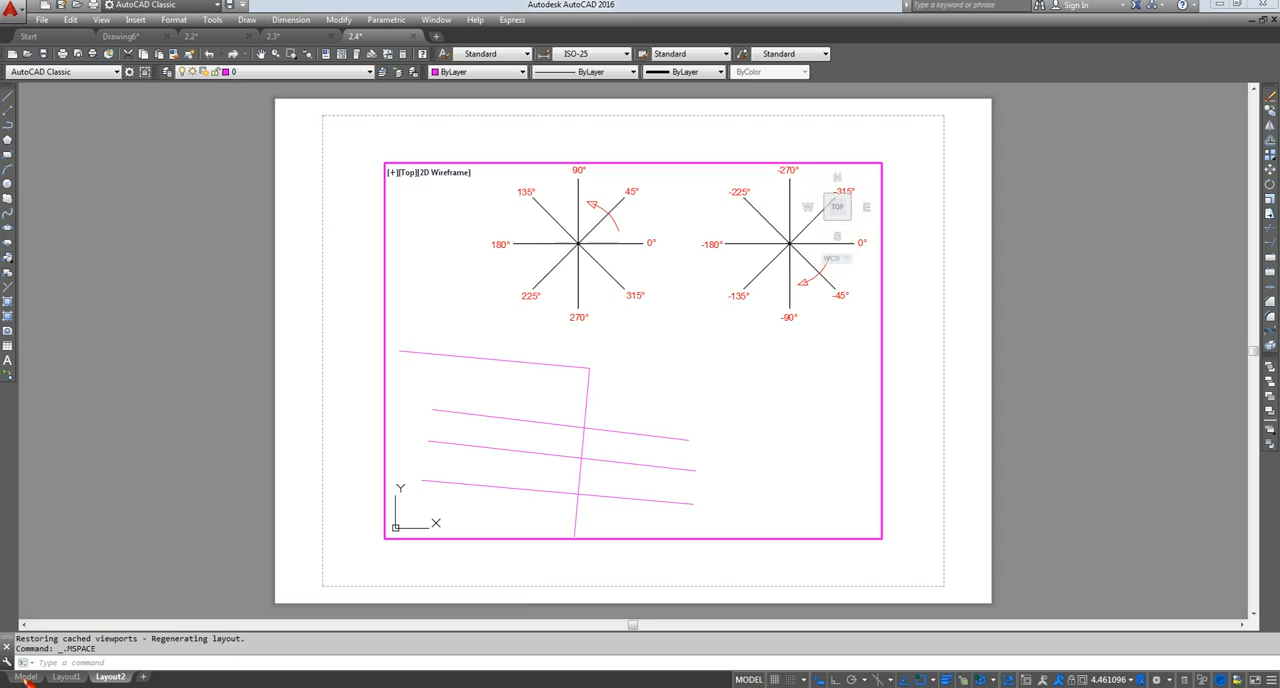 AutoCAD Classic
Autodesk AutoCAD 2016
Type a keyword or phrase
Sign In
File Edit View Insert Format Tools Draw Dimension Modify Parametric Window Help Express
Start Drawing6* 2.2* 2.3* 2.4*
Standard ISO-25 Standard Standard
AutoCAD Classic 0 ByLayer ByLayer ByLayer ByColor
[+][Top][2D Wireframe]
90° -270°
N
135° 45° -225° -315°
W TOP E
180° 0° -180° 0°
S
WCS
225° 315° -135° -45°
270° -90°
Y
X
Restoring cached viewports - Regenerating layout.
Command: _.MSPACE
Type a command
Model Layout1 Layout2
MODEL 4.461096